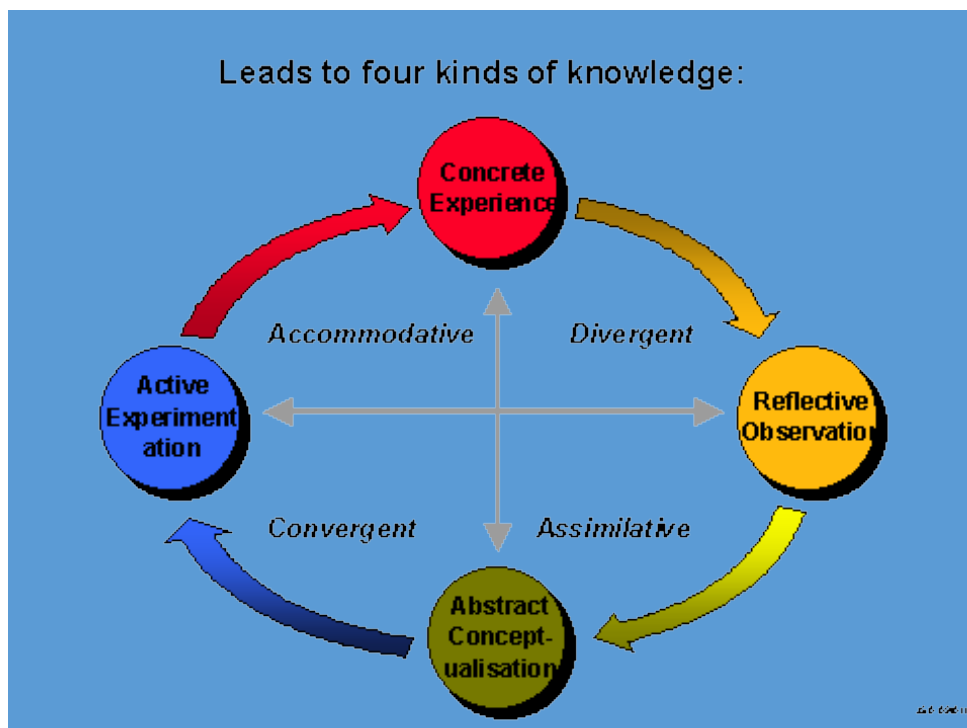 Leads to four kinds of knowledge:
Concrete
Experience
Accommodative
Divergent
Active
Experiment
ation
Reflective
Observation
Convergent
Assimilative
Abstract
Concept-
ualisation